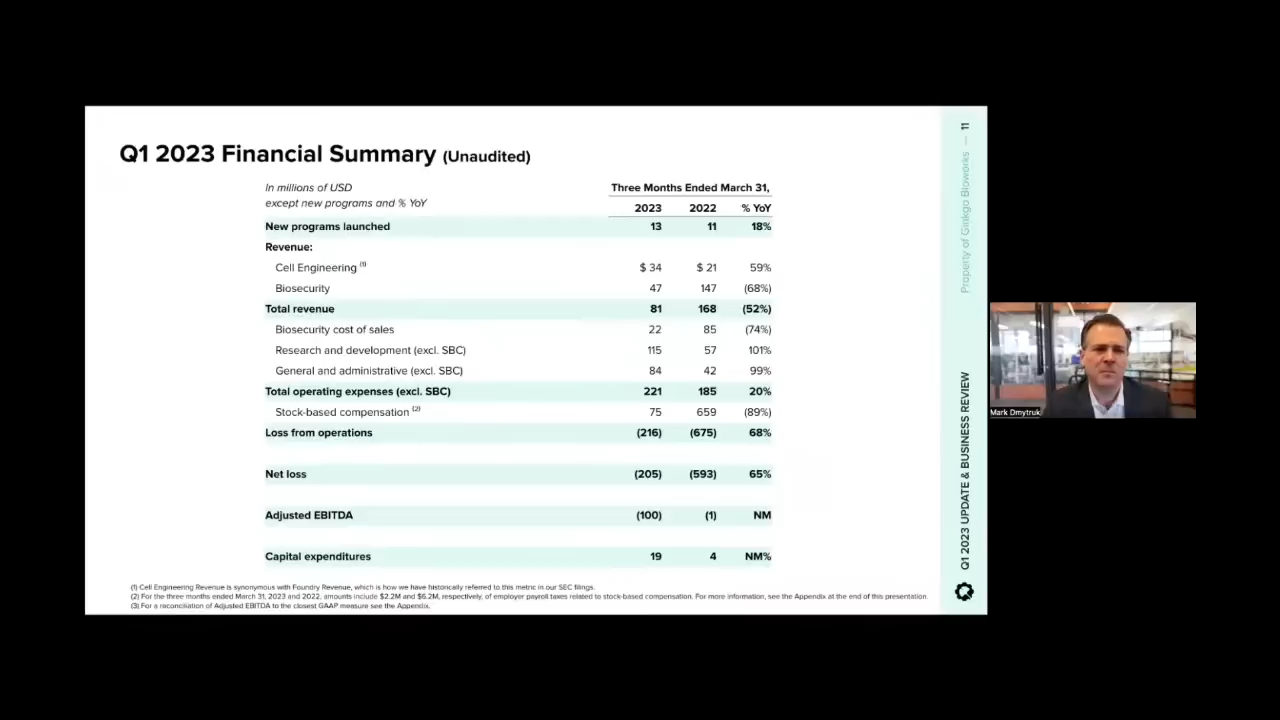 Q1 2023 Financial Summary (Unaudited)
In millions of USD
except new programs and % YoY
Three Months Ended March 31,
2023 2022 % YoY
New programs launched 13 11 18%
Revenue:
Cell Engineering (1) $ 34 $ 21 59%
Biosecurity 47 147 (68%)
Total revenue 81 168 (52%)
Biosecurity cost of sales 22 85 (74%)
Research and development (excl. SBC) 115 57 101%
General and administrative (excl. SBC) 84 42 99%
Total operating expenses (excl. SBC) 221 185 20%
Stock-based compensation (2) 75 659 (89%)
Loss from operations (216) (675) 68%
Net loss (205) (593) 65%
Adjusted EBITDA (100) (1) NM
Capital expenditures 19 4 NM%
(1) Cell Engineering Revenue is synonymous with Foundry Revenue, which is how we have historically referred to this metric in our SEC filings.
(2) For the three months ended March 31, 2023 and 2022, amounts include $2.2M and $6.2M, respectively, of employer payroll taxes related to stock-based compensation. For more information, see the Appendix at the end of this presentation.
(3) For a reconciliation of Adjusted EBITDA to the closest GAAP measure see the Appendix.
Property of Ginkgo Bioworks — 11
Q1 2023 UPDATE & BUSINESS REVIEW
Mark Dmytruk